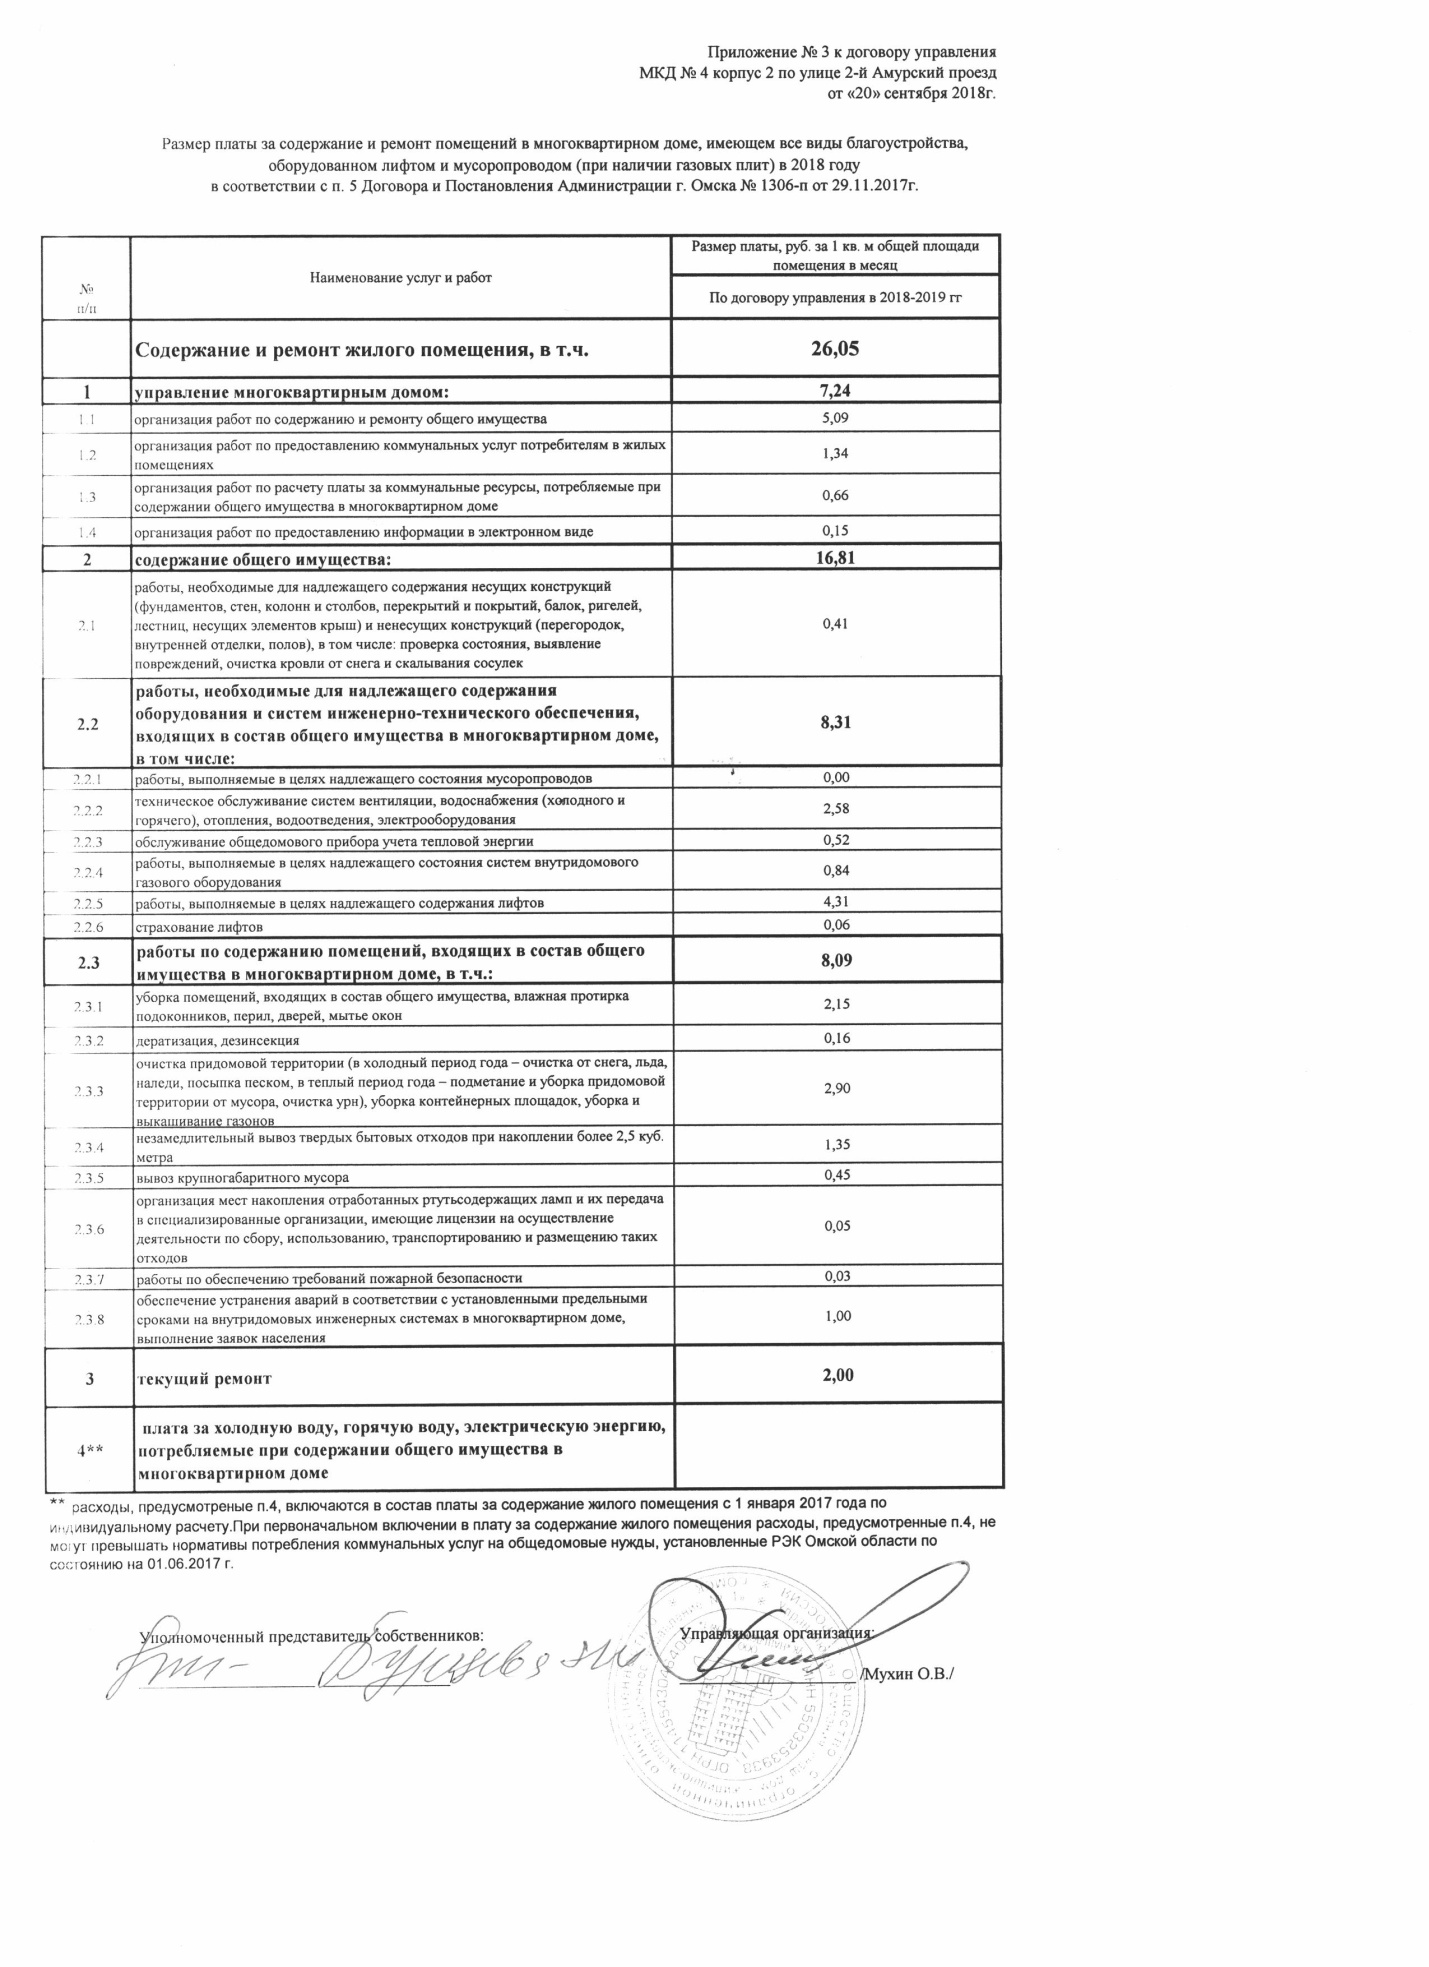 Приложение № 3 к договору управления
МКД № 4 корпус 2 по улице 2-й Амурский проезд
от «20» сентября 2018г.
Размер платы за содержание и ремонт помещений в многоквартирном доме, имеющем все виды благоустройства,
оборудованном лифтом и мусоропроводом (при наличии газовых плит) в 2018 году
в соответствии с п. 5 Договора и Постановления Администрации г. Омска № 1306-п от 29.11.2017г.
№
п/п
Наименование услуг и работ
Размер платы, руб. за 1 кв. м общей площади
помещения в месяц
По договору управления в 2018-2019 гг
Содержание и ремонт жилого помещения, в т.ч.
26,05
1
управление многоквартирным домом:
7,24
1.1
организация работ по содержанию и ремонту общего имущества
5,09
1.2
организация работ по предоставлению коммунальных услуг потребителям в жилых
помещениях
1,34
1.3
организация работ по расчету платы за коммунальные ресурсы, потребляемые при
содержании общего имущества в многоквартирном доме
0,66
1.4
организация работ по предоставлению информации в электронном виде
0,15
2
содержание общего имущества:
16,81
2.1
работы, необходимые для надлежащего содержания несущих конструкций
(фундаментов, стен, колонн и столбов, перекрытий и покрытий, балок, ригелей,
лестниц, несущих элементов крыш) и ненесущих конструкций (перегородок,
внутренней отделки, полов), в том числе: проверка состояния, выявление
повреждений, очистка кровли от снега и скалывания сосулек
0,41
2.2
работы, необходимые для надлежащего содержания
оборудования и систем инженерно-технического обеспечения,
входящих в состав общего имущества в многоквартирном доме,
в том числе:
8,31
2.2.1
работы, выполняемые в целях надлежащего состояния мусоропроводов
0,00
2.2.2
техническое обслуживание систем вентиляции, водоснабжения (холодного и
горячего), отопления, водоотведения, электрооборудования
2,58
2.2.3
обслуживание общедомового прибора учета тепловой энергии
0,52
2.2.4
работы, выполняемые в целях надлежащего состояния систем внутридомового
газового оборудования
0,84
2.2.5
работы, выполняемые в целях надлежащего содержания лифтов
4,31
2.2.6
страхование лифтов
0,06
2.3
работы по содержанию помещений, входящих в состав общего
имущества в многоквартирном доме, в т.ч.:
8,09
2.3.1
уборка помещений, входящих в состав общего имущества, влажная протирка
подоконников, перил, дверей, мытье окон
2,15
2.3.2
дератизация, дезинсекция
0,16
2.3.3
очистка придомовой территории (в холодный период года – очистка от снега, льда,
наледи, посыпка песком, в теплый период года – подметание и уборка придомовой
территории от мусора, очистка урн), уборка контейнерных площадок, уборка и
выкашивание газонов
2,90
2.3.4
незамедлительный вывоз твердых бытовых отходов при накоплении более 2,5 куб.
метра
1,35
2.3.5
вывоз крупногабаритного мусора
0,45
2.3.6
организация мест накопления отработанных ртутьсодержащих ламп и их передача
в специализированные организации, имеющие лицензии на осуществление
деятельности по сбору, использованию, транспортированию и размещению таких
отходов
0,05
2.3.7
работы по обеспечению требований пожарной безопасности
0,03
2.3.8
обеспечение устранения аварий в соответствии с установленными предельными
сроками на внутридомовых инженерных системах в многоквартирном доме,
выполнение заявок населения
1,00
3
текущий ремонт
2,00
4**
плата за холодную воду, горячую воду, электрическую энергию,
потребляемые при содержании общего имущества в
многоквартирном доме
** расходы, предусмотреные п.4, включаются в состав платы за содержание жилого помещения с 1 января 2017 года по
индивидуальному расчету.При первоначальном включении в плату за содержание жилого помещения расходы, предусмотренные п.4, не
могут превышать нормативы потребления коммунальных услуг на общедомовые нужды, установленные РЭК Омской области по
состоянию на 01.06.2017 г.
Уполномоченный представитель собственников:
Управляющая организация:
/Мухин О.В./